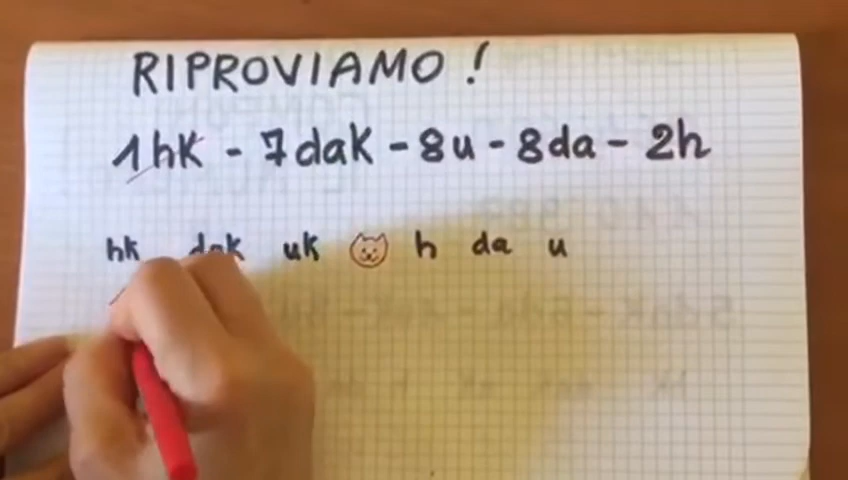 RIPROVIAMO !
1hK - 7daK - 8u - 8da - 2h
hk dak uk h da u